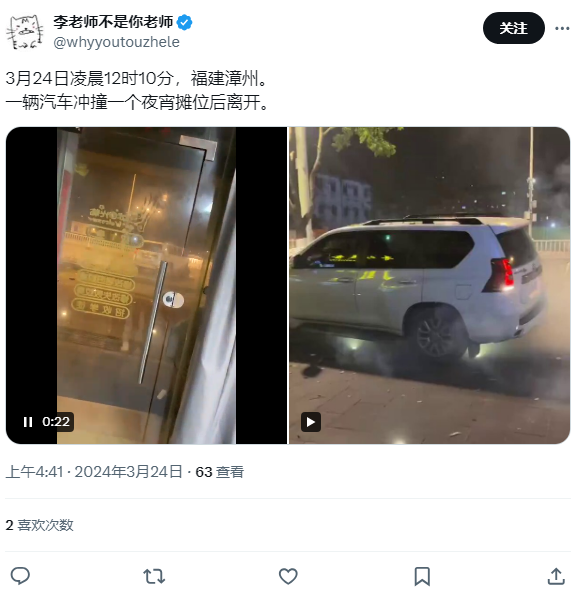 李老师不是你老师
@whyyoutouzhele
关注
3月24日凌晨12时10分，福建漳州。
一辆汽车冲撞一个夜宵摊位后离开。
0:22
上午4:41 · 2024年3月24日 · 63 查看
2 喜欢次数